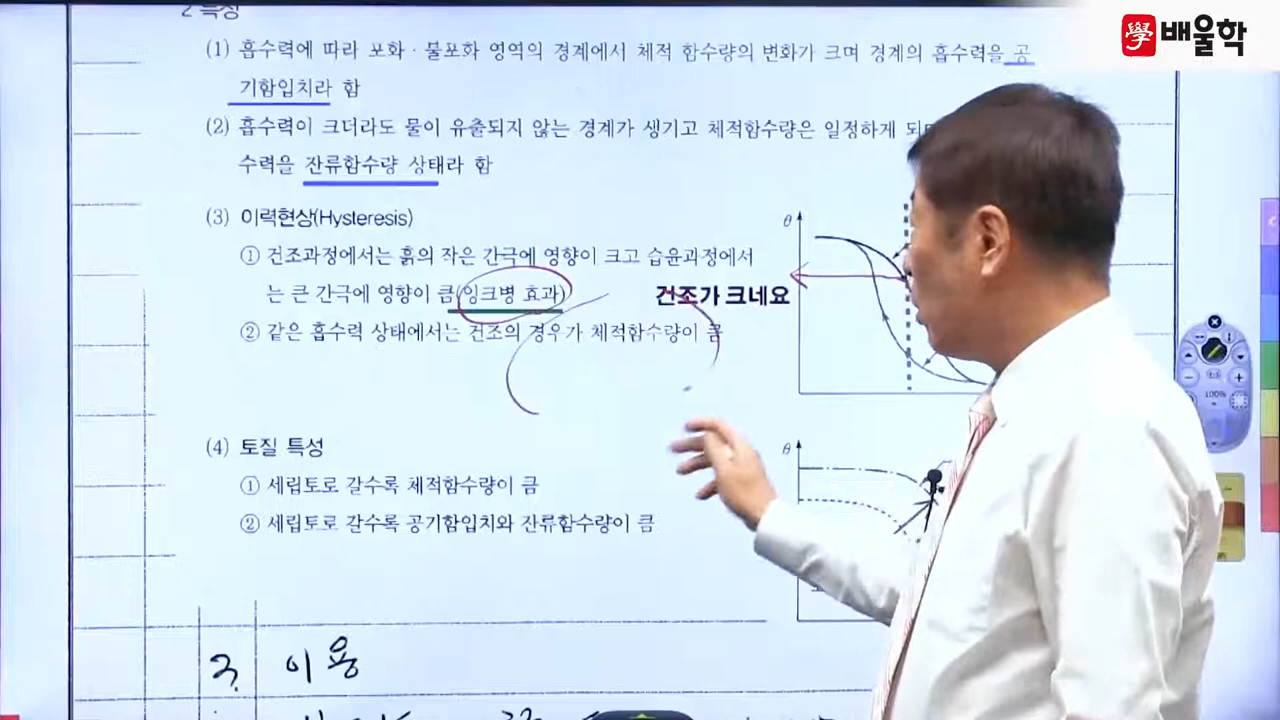 2 특성
學 배울학
(1) 흡수력에 따라 포화·불포화 영역의 경계에서 체적 함수량의 변화가 크며 경계의 흡수력을 공
기함입치라 함
(2) 흡수력이 크더라도 물이 유출되지 않는 경계가 생기고 체적함수량은 일정하게 되며
수력을 잔류함수량 상태라 함
(3) 이력현상(Hysteresis)
θ
① 건조과정에서는 흙의 작은 간극에 영향이 크고 습윤과정에서
는 큰 간극에 영향이 큼(잉크병 효과)
건조가 크네요
② 같은 흡수력 상태에서는 건조의 경우가 체적함수량이 큼
100%
(4) 토질 특성
θ
① 세립토로 갈수록 체적함수량이 큼
② 세립토로 갈수록 공기함입치와 잔류함수량이 큼
3. 이용